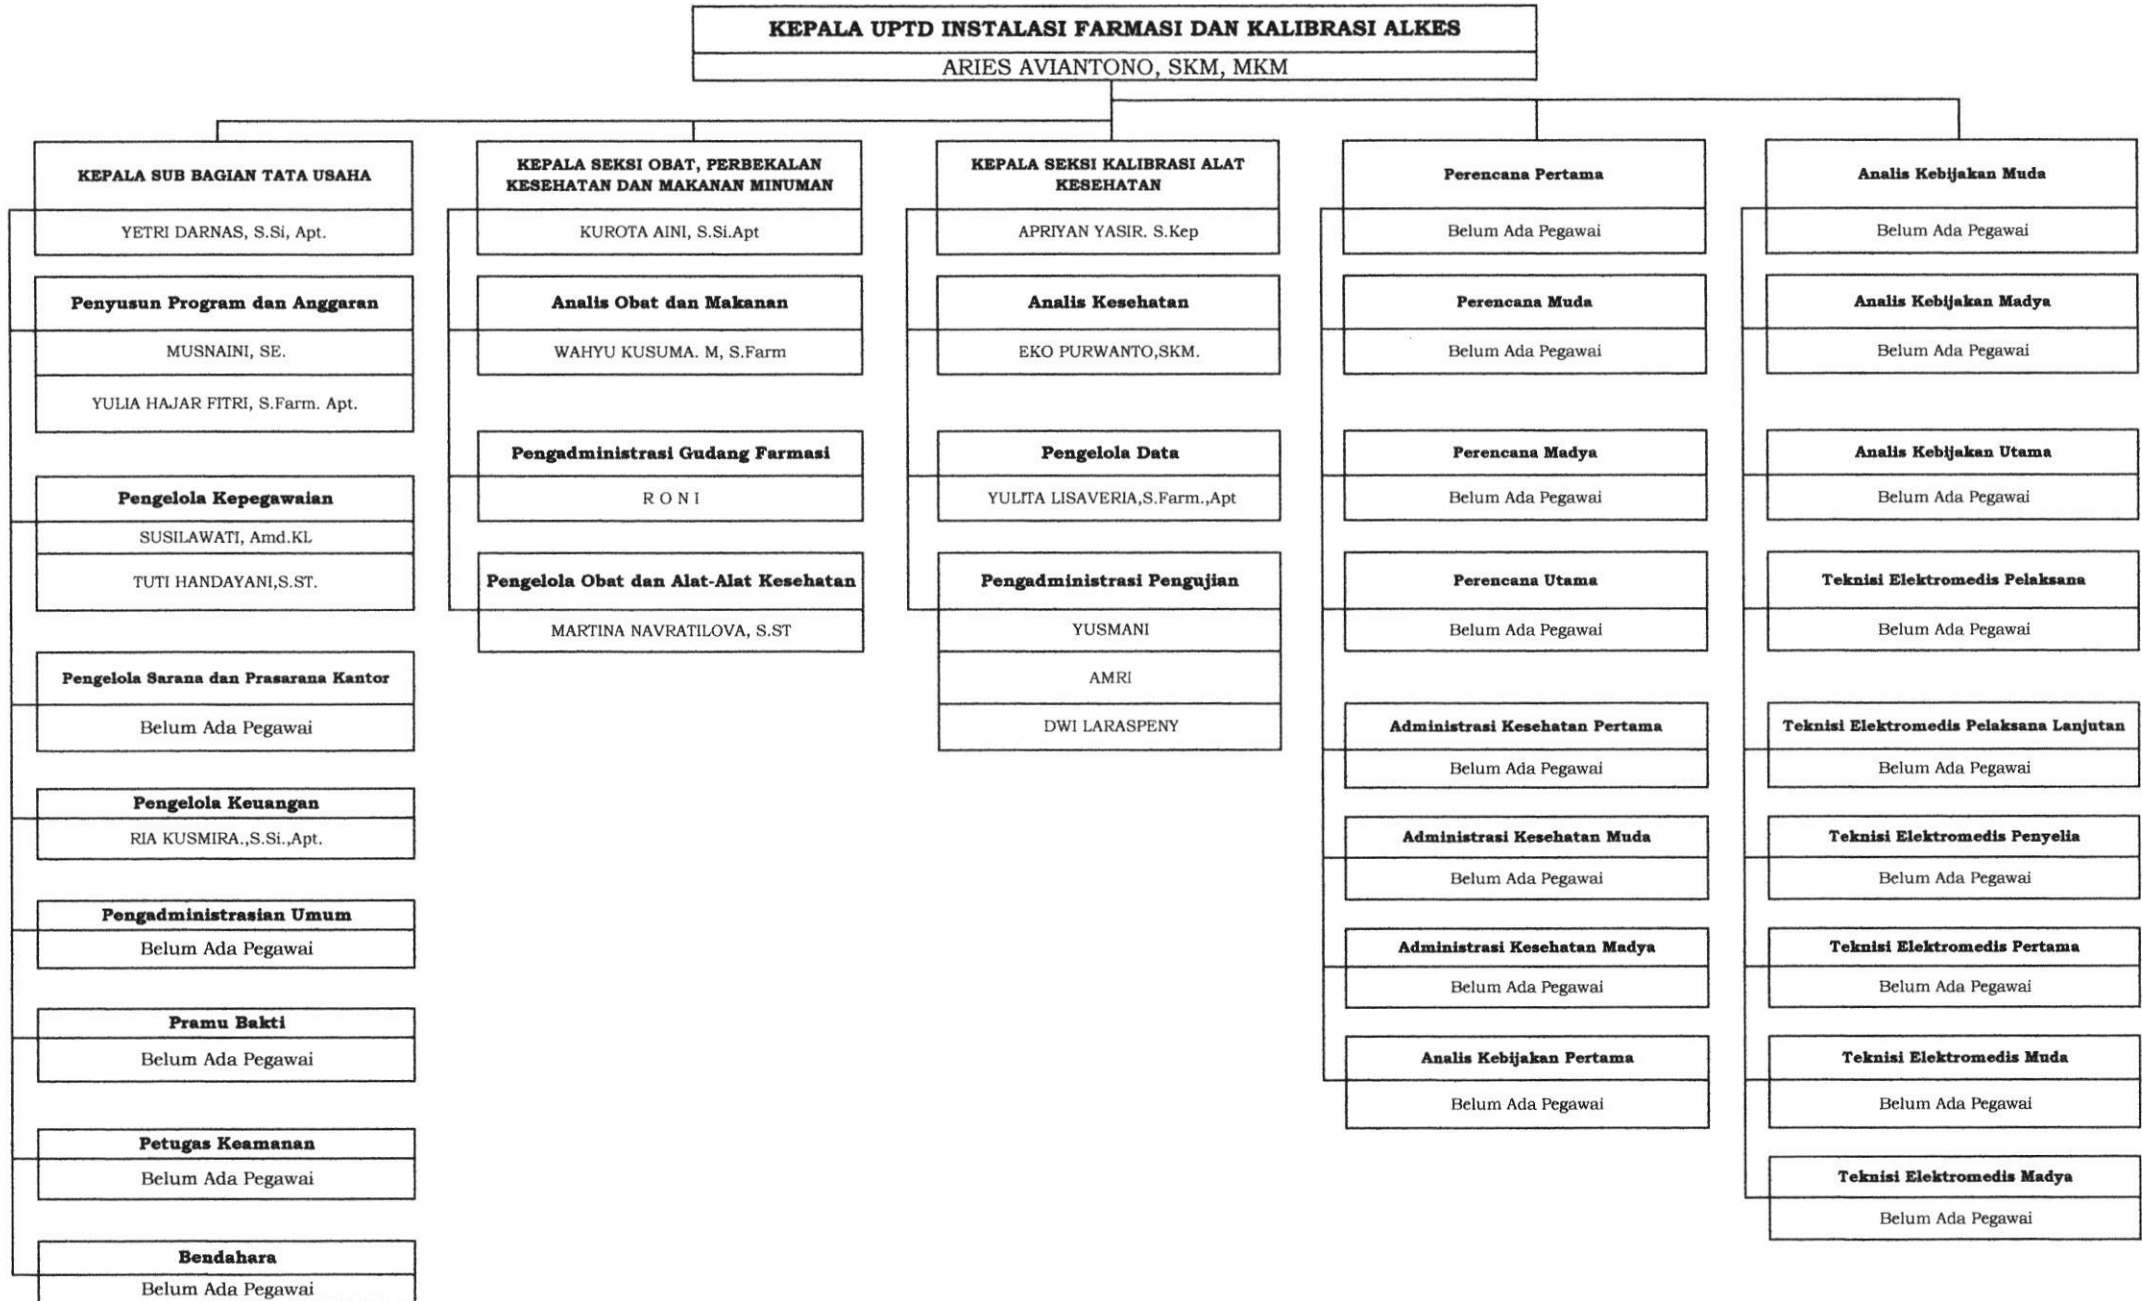 KEPALA UPTD INSTALASI FARMASI DAN KALIBRASI ALKES
ARIES AVIANTONO, SKM, MKM
KEPALA SUB BAGIAN TATA USAHA
YETRI DARNAS, S.Si, Apt.
Penyusun Program dan Anggaran
MUSNAINI, SE.
YULIA HAJAR FITRI, S.Farm. Apt.
Pengelola Kepegawaian
SUSILAWATI, Amd.KL
TUTI HANDAYANI,S.ST.
Pengelola Sarana dan Prasarana Kantor
Belum Ada Pegawai
Pengelola Keuangan
RIA KUSMIRA.,S.Si.,Apt.
Pengadministrasian Umum
Belum Ada Pegawai
Pramu Bakti
Belum Ada Pegawai
Petugas Keamanan
Belum Ada Pegawai
Bendahara
Belum Ada Pegawai
KEPALA SEKSI OBAT, PERBEKALAN
KESEHATAN DAN MAKANAN MINUMAN
KUROTA AINI, S.Si.Apt
Analis Obat dan Makanan
WAHYU KUSUMA. M, S.Farm
Pengadministrasi Gudang Farmasi
R O N I
Pengelola Obat dan Alat-Alat Kesehatan
MARTINA NAVRATILOVA, S.ST
KEPALA SEKSI KALIBRASI ALAT
KESEHATAN
APRIYAN YASIR. S.Kep
Analis Kesehatan
EKO PURWANTO,SKM.
Pengelola Data
YULITA LISAVERIA,S.Farm.,Apt
Pengadministrasi Pengujian
YUSMANI
AMRI
DWI LARASPENY
Perencana Pertama
Belum Ada Pegawai
Perencana Muda
Belum Ada Pegawai
Perencana Madya
Belum Ada Pegawai
Perencana Utama
Belum Ada Pegawai
Administrasi Kesehatan Pertama
Belum Ada Pegawai
Administrasi Kesehatan Muda
Belum Ada Pegawai
Administrasi Kesehatan Madya
Belum Ada Pegawai
Analis Kebijakan Pertama
Belum Ada Pegawai
Analis Kebijakan Muda
Belum Ada Pegawai
Analis Kebijakan Madya
Belum Ada Pegawai
Analis Kebijakan Utama
Belum Ada Pegawai
Teknisi Elektromedis Pelaksana
Belum Ada Pegawai
Teknisi Elektromedis Pelaksana Lanjutan
Belum Ada Pegawai
Teknisi Elektromedis Penyelia
Belum Ada Pegawai
Teknisi Elektromedis Pertama
Belum Ada Pegawai
Teknisi Elektromedis Muda
Belum Ada Pegawai
Teknisi Elektromedis Madya
Belum Ada Pegawai